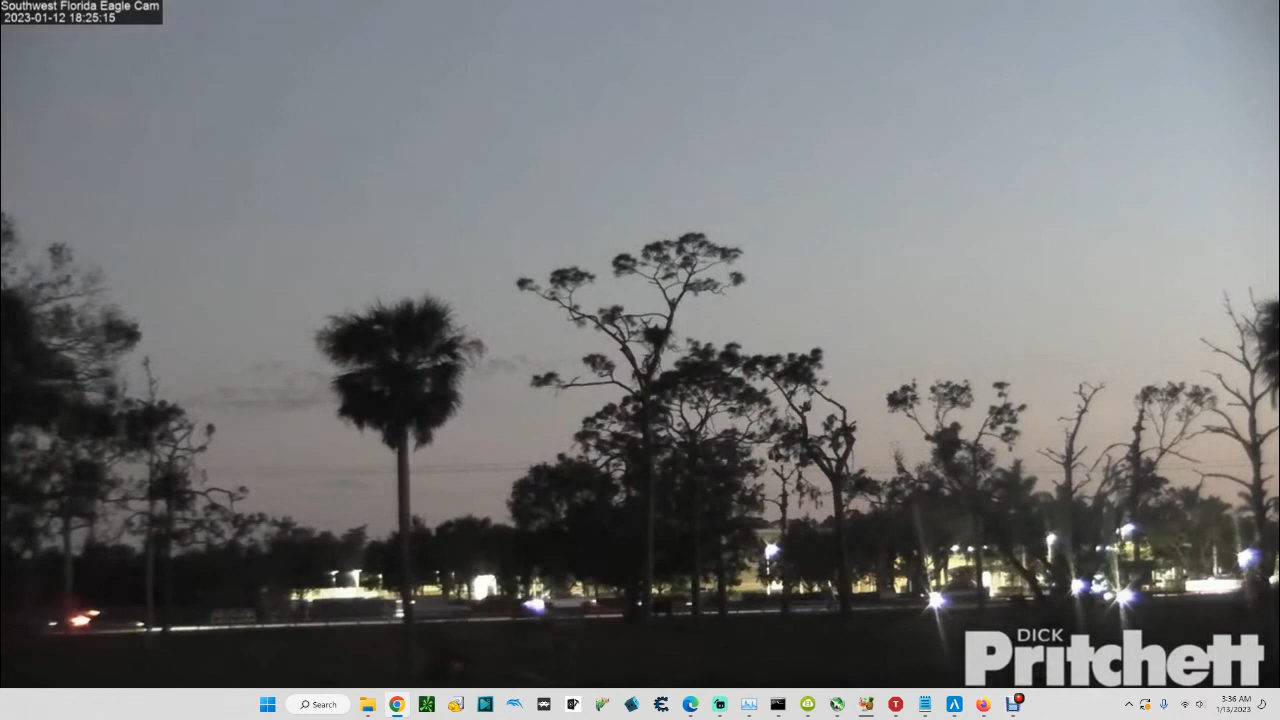 Southwest Florida Eagle Cam
2023-01-12 18:25:15
DICK
Pritchett
Search
3:36 AM
1/13/2023